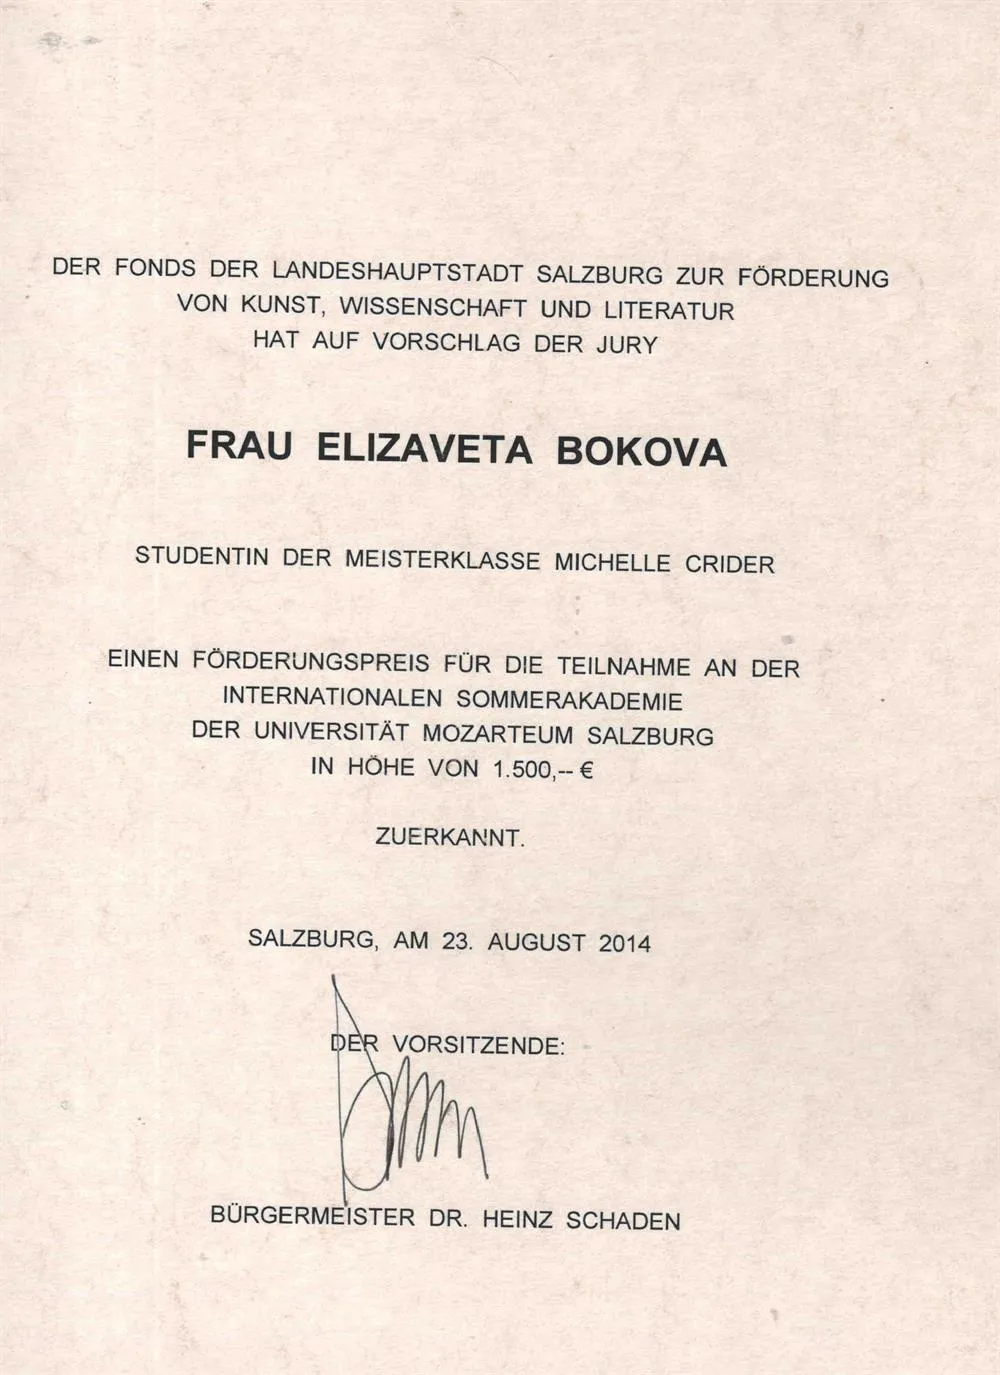 DER FONDS DER LANDESHAUPTSTADT SALZBURG ZUR FÖRDERUNG
VON KUNST, WISSENSCHAFT UND LITERATUR
HAT AUF VORSCHLAG DER JURY
FRAU ELIZAVETA BOKOVA
STUDENTIN DER MEISTERKLASSE MICHELLE CRIDER
EINEN FÖRDERUNGSPREIS FÜR DIE TEILNAHME AN DER
INTERNATIONALEN SOMMERAKADEMIE
DER UNIVERSITÄT MOZARTEUM SALZBURG
IN HÖHE VON 1.500,-- €
ZUERKANNT.
SALZBURG, AM 23. AUGUST 2014
DER VORSITZENDE:
BÜRGERMEISTER DR. HEINZ SCHADEN